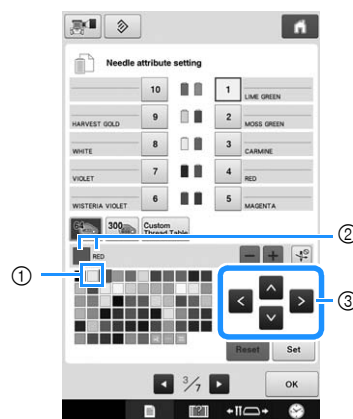 Needle attribute setting
10 1 LIME GREEN
HARVEST GOLD 9 2 MOSS GREEN
WHITE 8 3 CARMINE
VIOLET 7 4 RED
WISTERIA VIOLET 6 5 MAGENTA
64 300 Custom
Thread Table
RED - +
①
②
③
Reset Set
3/7 OK